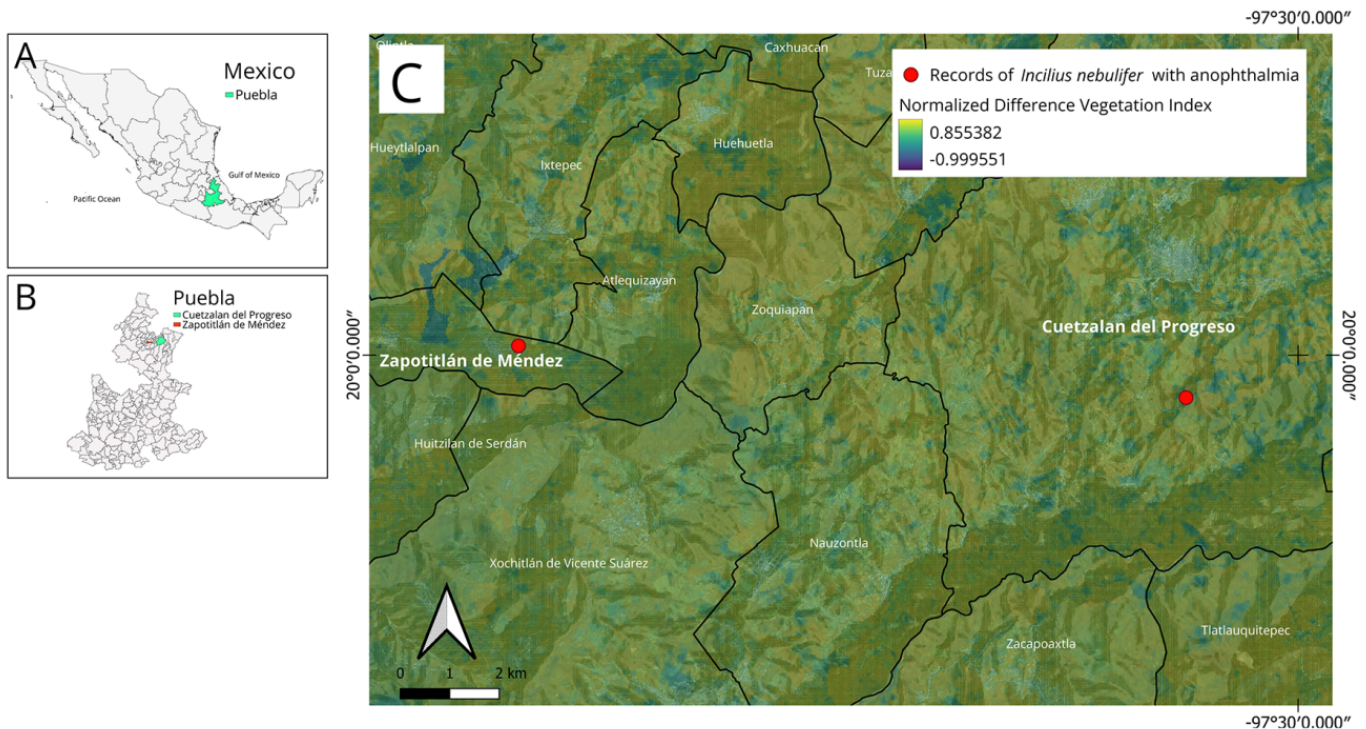 A
Mexico
Puebla
Gulf of Mexico
Pacific Ocean
B
Puebla
Cuetzalan del Progreso
Zapotitlán de Méndez
-97°30'0.000"
C
Caxhuacan
Records of Incilius nebulifer with anophthalmia
Normalized Difference Vegetation Index
0.855382
-0.999551
Hueytlalpan
Ixtepec
Huehuetla
Atlequizayan
Zoquiapan
Cuetzalan del Progreso
Zapotitlán de Méndez
20°0'0.000"
20°0'0.000"
Huitzilan de Serdán
Nauzontla
Xochitlán de Vicente Suárez
Zacapoaxtla
Tlatlauquitepec
0 1 2 km
-97°30'0.000"